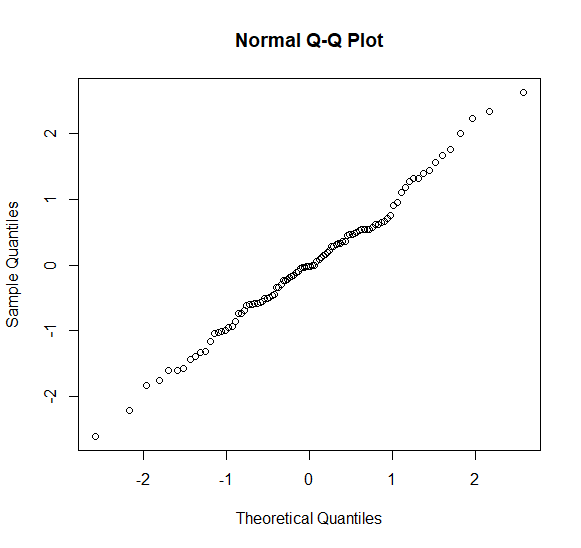 Normal Q-Q Plot
Sample Quantiles
2
1
0
-1
-2
-2 -1 0 1 2
Theoretical Quantiles